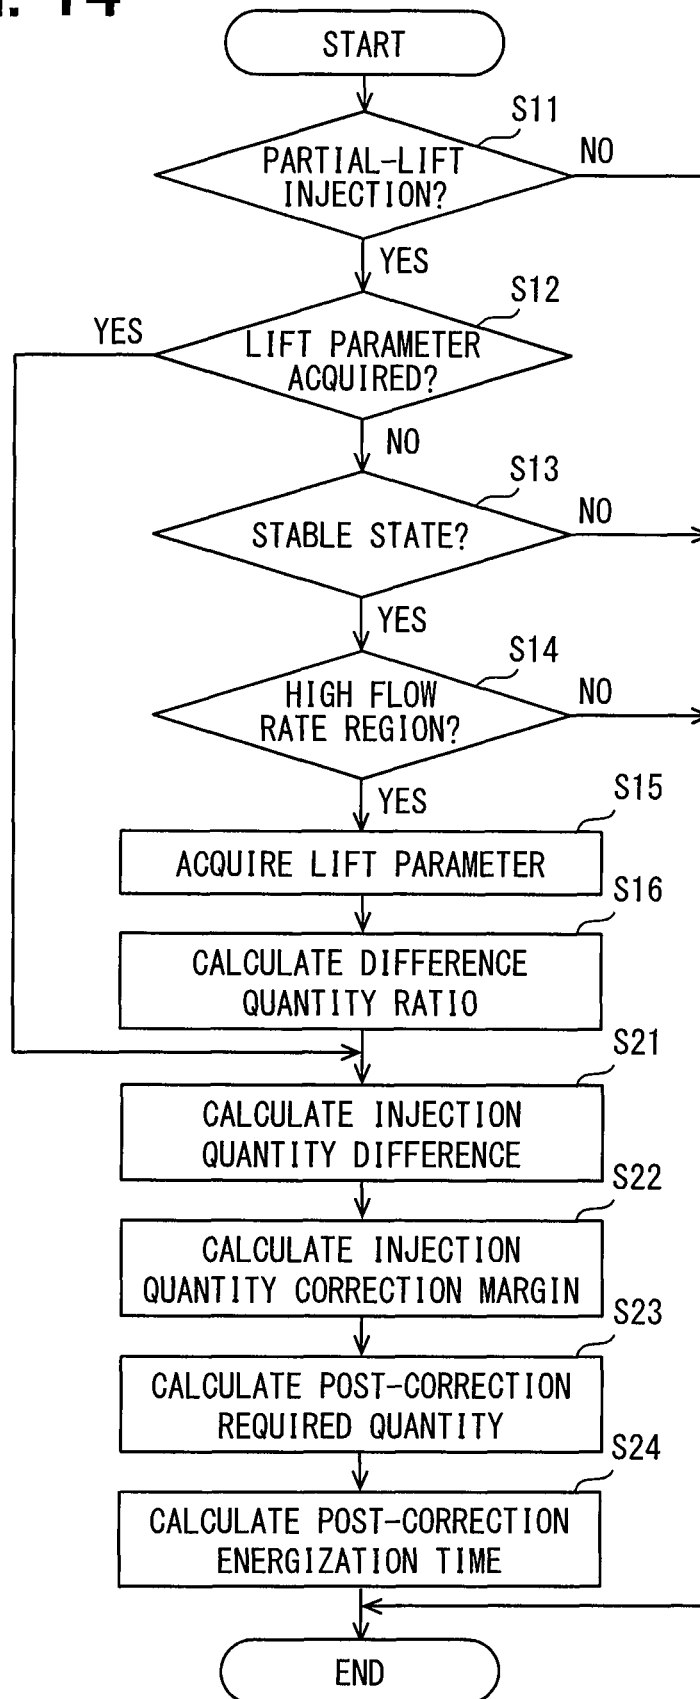 14
START
S11
PARTIAL-LIFT
INJECTION?
NO
YES
S12
YES
LIFT PARAMETER
ACQUIRED?
NO
S13
STABLE STATE?
NO
YES
S14
HIGH FLOW
RATE REGION?
NO
YES
S15
ACQUIRE LIFT PARAMETER
S16
CALCULATE DIFFERENCE
QUANTITY RATIO
S21
CALCULATE INJECTION
QUANTITY DIFFERENCE
S22
CALCULATE INJECTION
QUANTITY CORRECTION MARGIN
S23
CALCULATE POST-CORRECTION
REQUIRED QUANTITY
S24
CALCULATE POST-CORRECTION
ENERGIZATION TIME
END